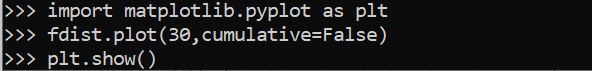 >>> import matplotlib.pyplot as plt
>>> fdist.plot(30,cumulative=False)
>>> plt.show()